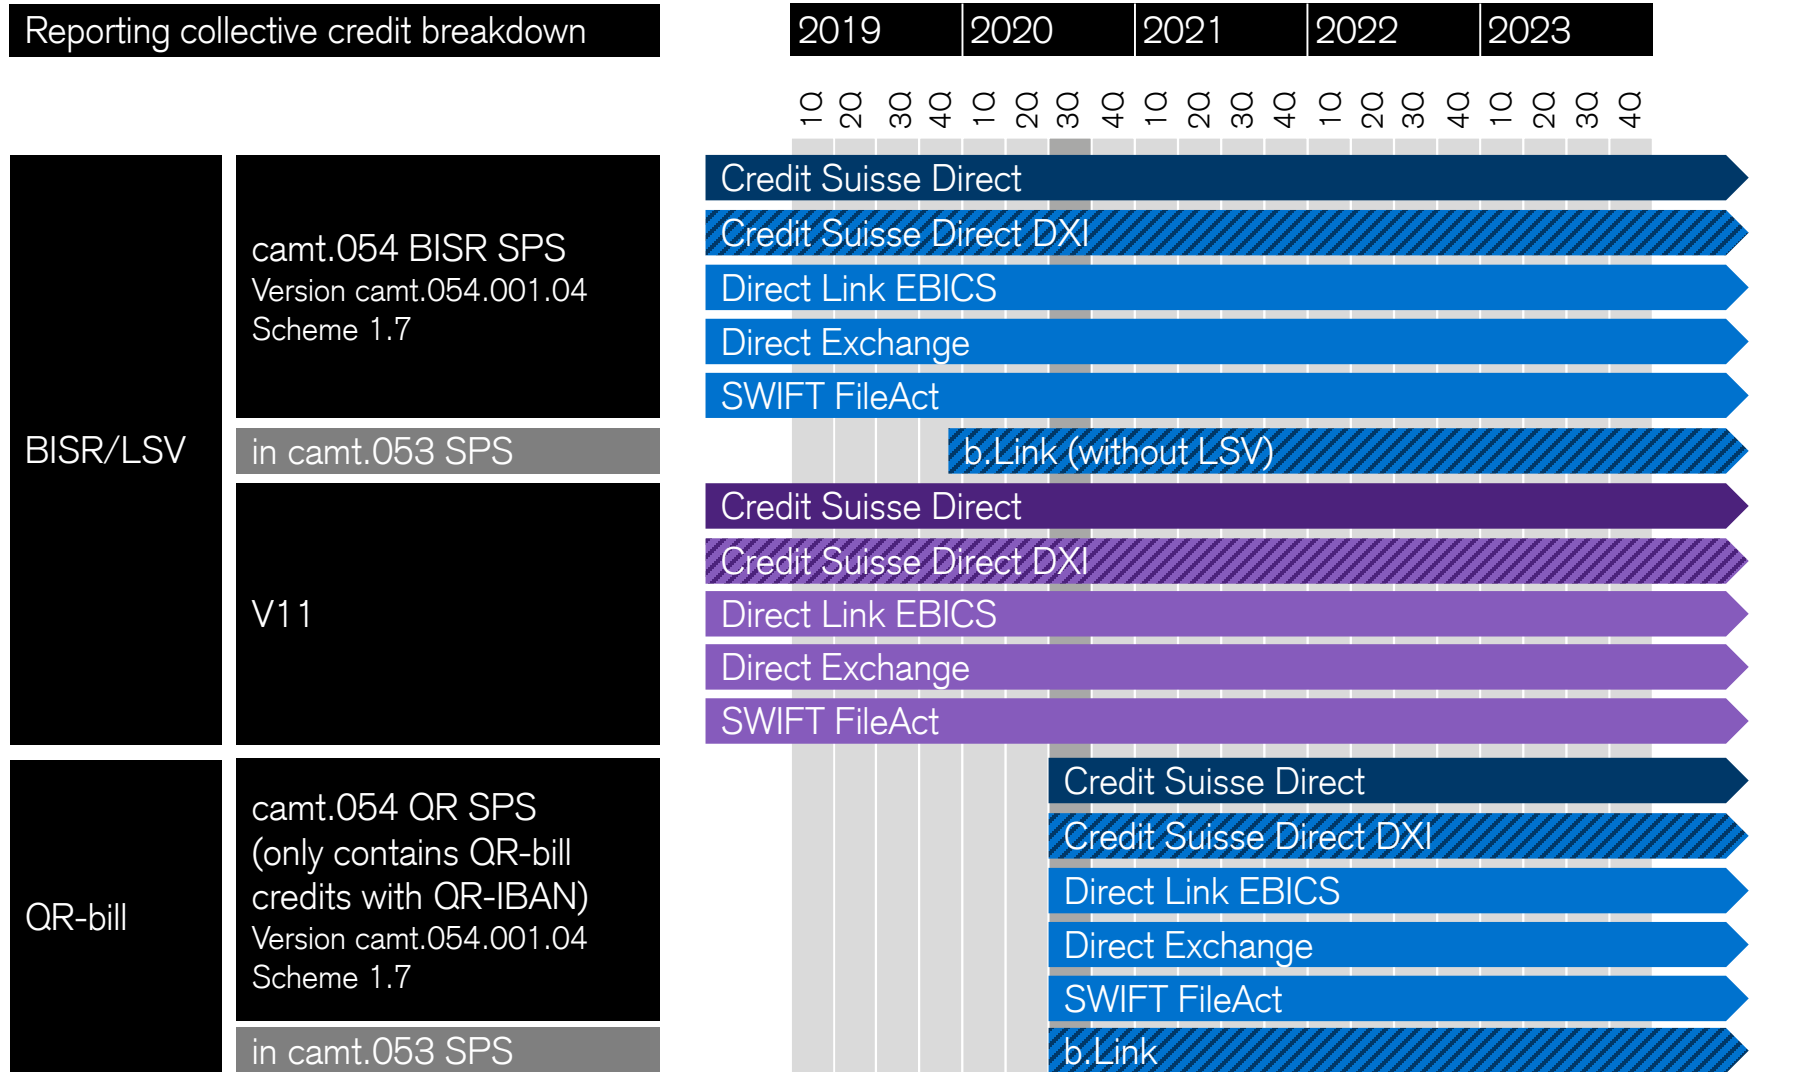 Reporting collective credit breakdown
2019 2020 2021 2022 2023
1Q 2Q 3Q 4Q 1Q 2Q 3Q 4Q 1Q 2Q 3Q 4Q 1Q 2Q 3Q 4Q 1Q 2Q 3Q 4Q
BISR/LSV
camt.054 BISR SPS
Version camt.054.001.04
Scheme 1.7
Credit Suisse Direct
Credit Suisse Direct DXI
Direct Link EBICS
Direct Exchange
SWIFT FileAct
in camt.053 SPS
b.Link (without LSV)
V11
Credit Suisse Direct
Credit Suisse Direct DXI
Direct Link EBICS
Direct Exchange
SWIFT FileAct
QR-bill
camt.054 QR SPS
(only contains QR-bill
credits with QR-IBAN)
Version camt.054.001.04
Scheme 1.7
Credit Suisse Direct
Credit Suisse Direct DXI
Direct Link EBICS
Direct Exchange
SWIFT FileAct
in camt.053 SPS
b.Link